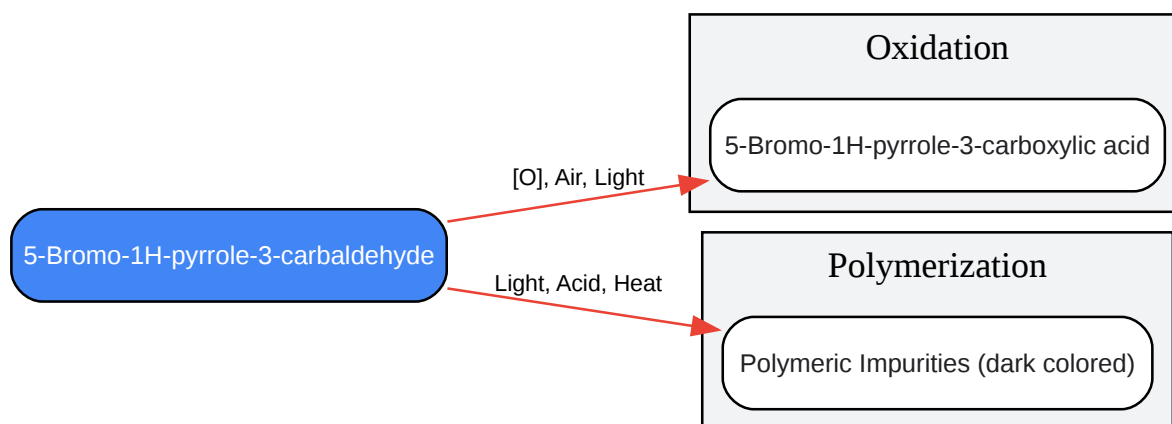 Oxidation
5-Bromo-1H-pyrrole-3-carboxylic acid
[O], Air, Light
5-Bromo-1H-pyrrole-3-carbaldehyde
Light, Acid, Heat
Polymerization
Polymeric Impurities (dark colored)